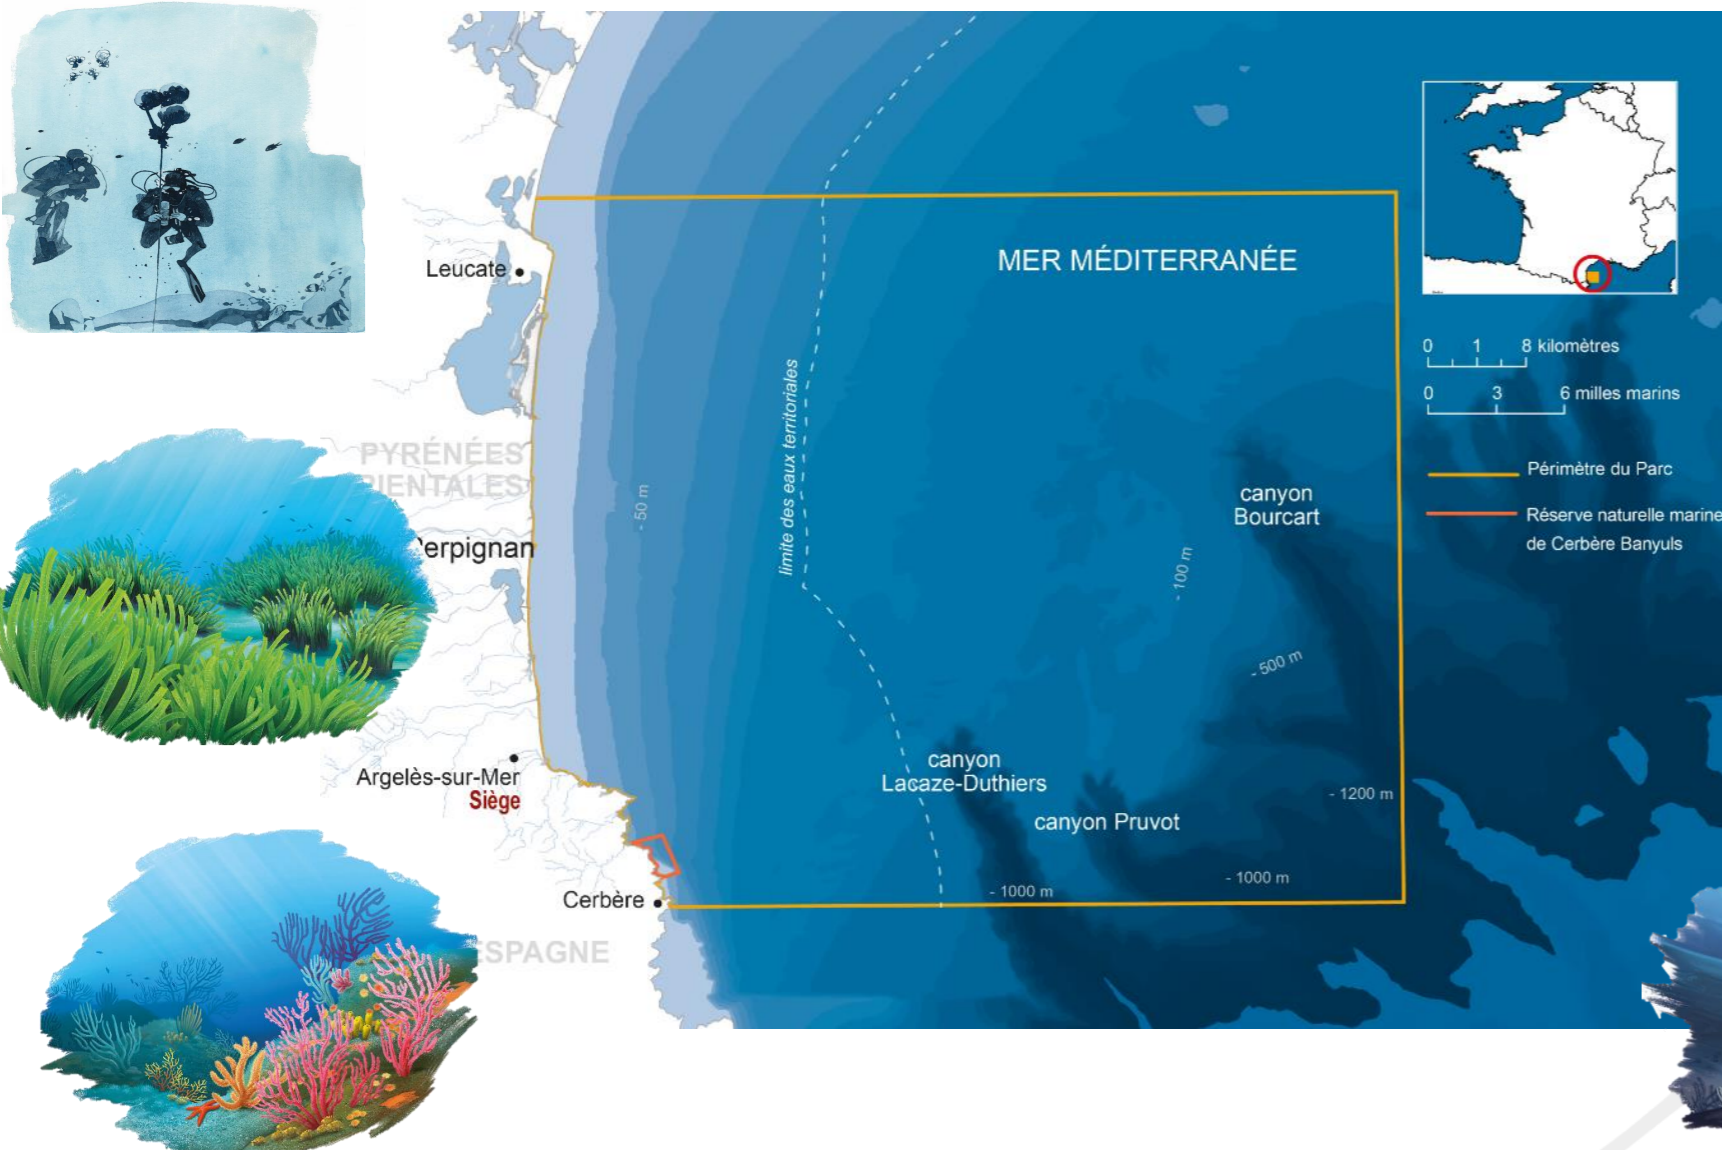 MER MÉDITERRANÉE
Leucate
0 1 8 kilomètres
0 3 6 milles marins
limite des eaux territoriales
PYRÉNÉES
RIENTALES
- 50 m
Périmètre du Parc
canyon
Bourcart
Réserve naturelle marine
de Cerbère Banyuls
erpignan
- 100 m
- 500 m
canyon
Lacaze-Duthiers
Argelès-sur-Mer
Siège
- 1200 m
canyon Pruvot
- 1000 m
- 1000 m
Cerbère
ESPAGNE